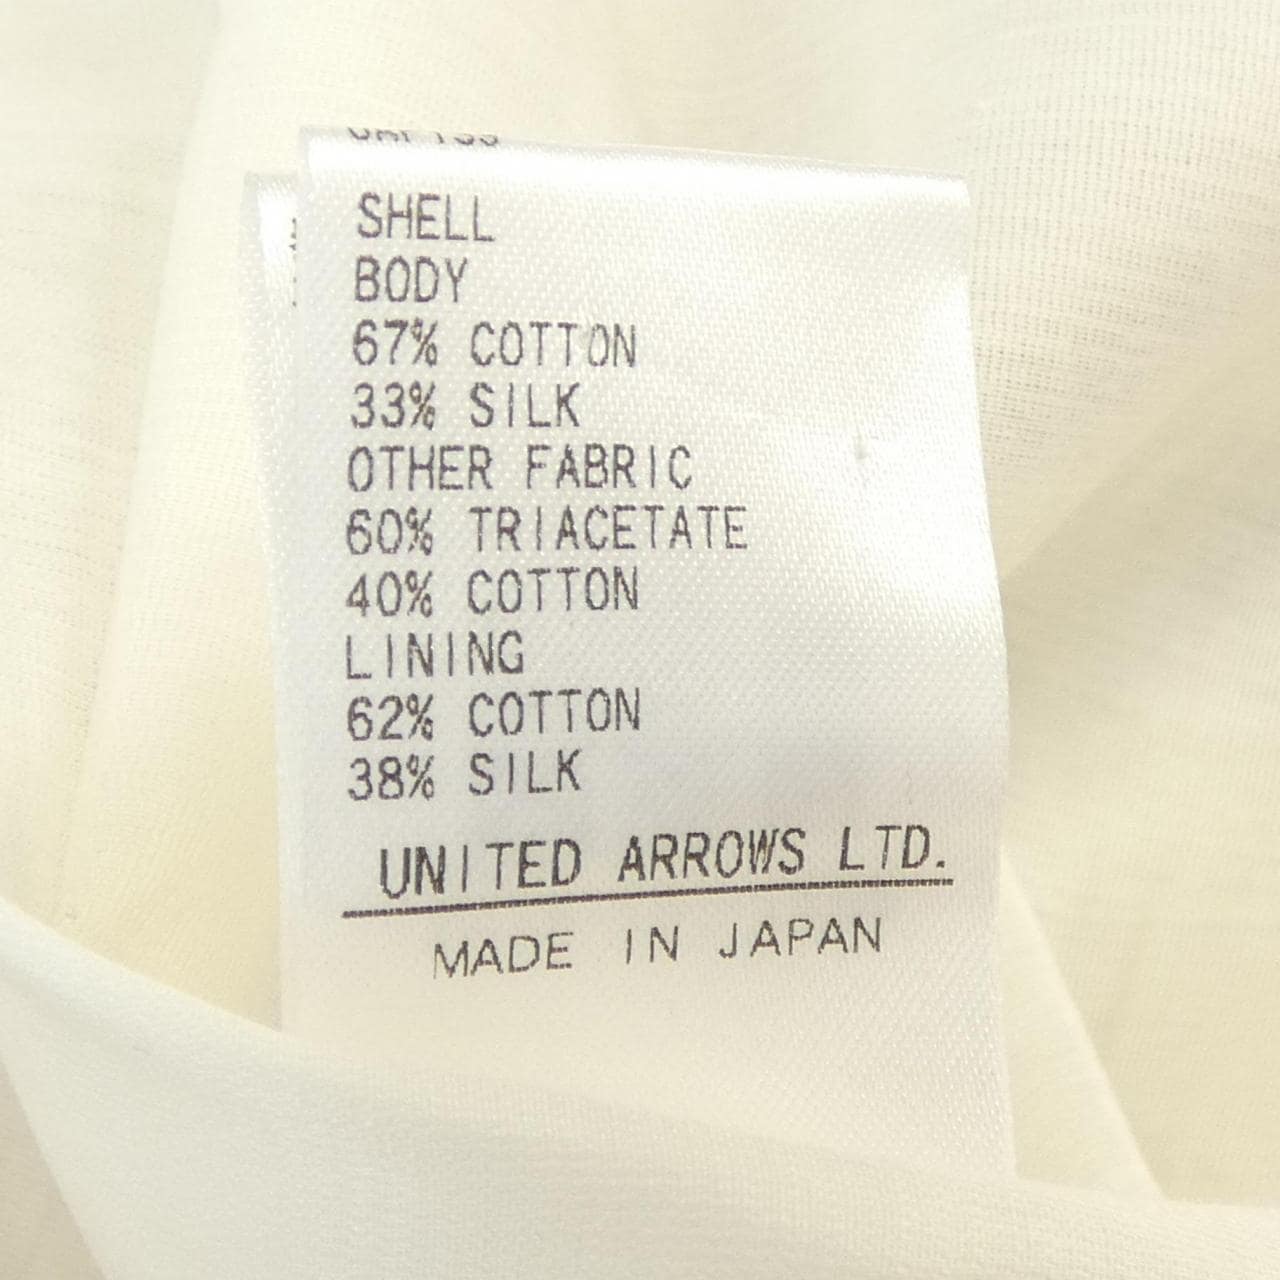 SHELL
BODY
67% COTTON
33% SILK
OTHER FABRIC
60% TRIACETATE
40% COTTON
LINING
62% COTTON
38% SILK
UNITED ARROWS LTD.
MADE IN JAPAN